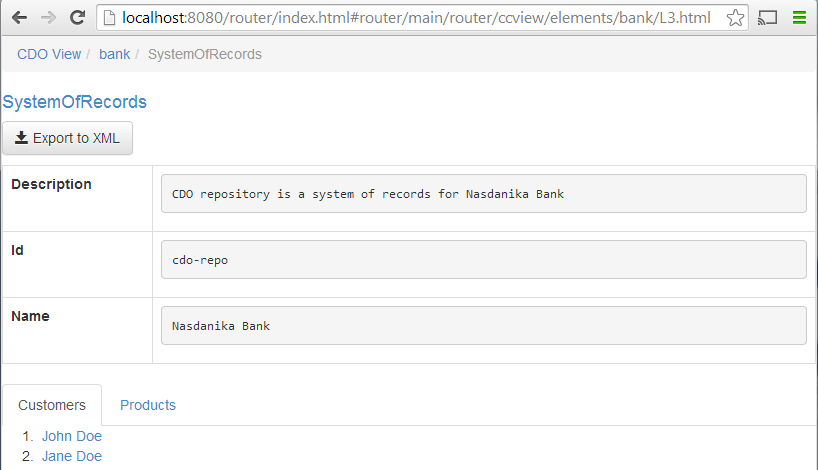 localhost:8080/router/index.html#router/main/router/ccview/elements/bank/L3.html
CDO View / bank / SystemOfRecords
SystemOfRecords
Export to XML
Description
CDO repository is a system of records for Nasdanika Bank
Id
cdo-repo
Name
Nasdanika Bank
Customers Products
1. John Doe
2. Jane Doe